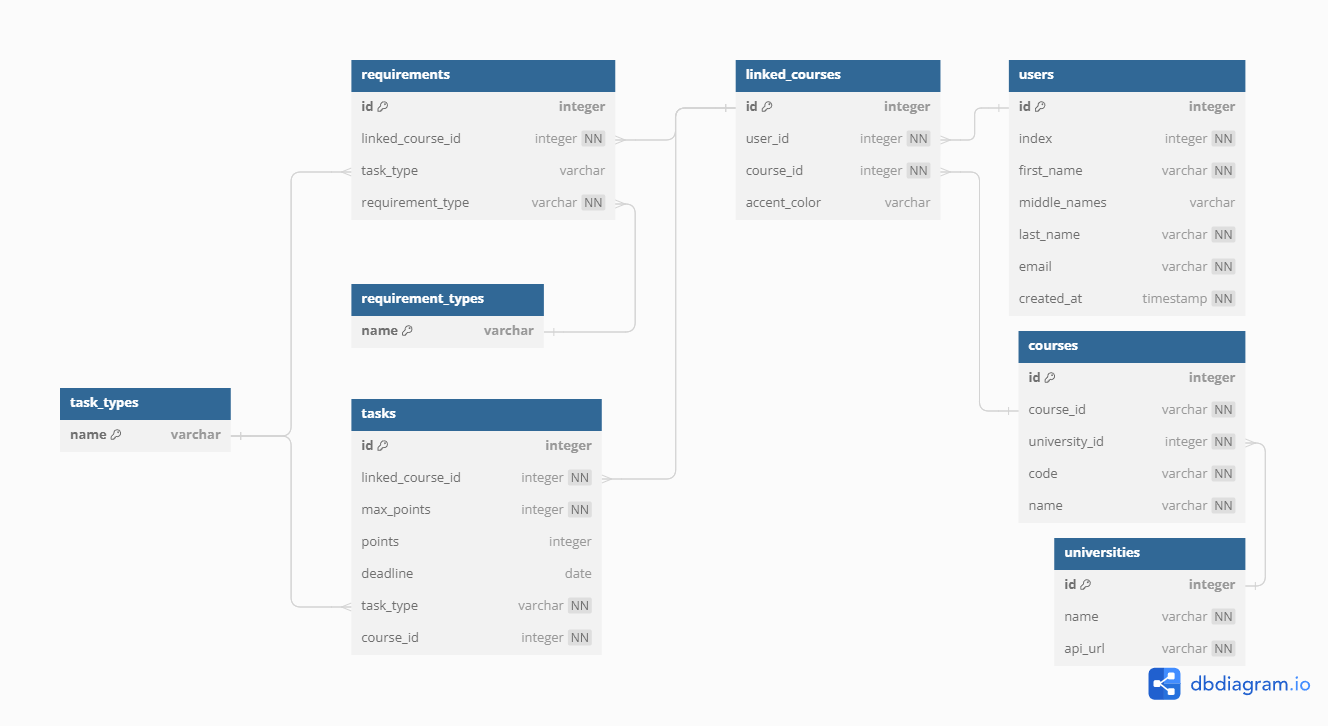 requirements
id integer
linked_course_id integer NN
task_type varchar
requirement_type varchar NN
linked_courses
id integer
user_id integer NN
course_id integer NN
accent_color varchar
users
id integer
index integer NN
first_name varchar NN
middle_names varchar
last_name varchar NN
email varchar NN
created_at timestamp NN
requirement_types
name varchar
courses
id integer
course_id varchar NN
university_id integer NN
code varchar NN
name varchar NN
task_types
name varchar
tasks
id integer
linked_course_id integer NN
max_points integer NN
points integer
deadline date
task_type varchar NN
course_id integer NN
universities
id integer
name varchar NN
api_url varchar NN
dbdiagram.io